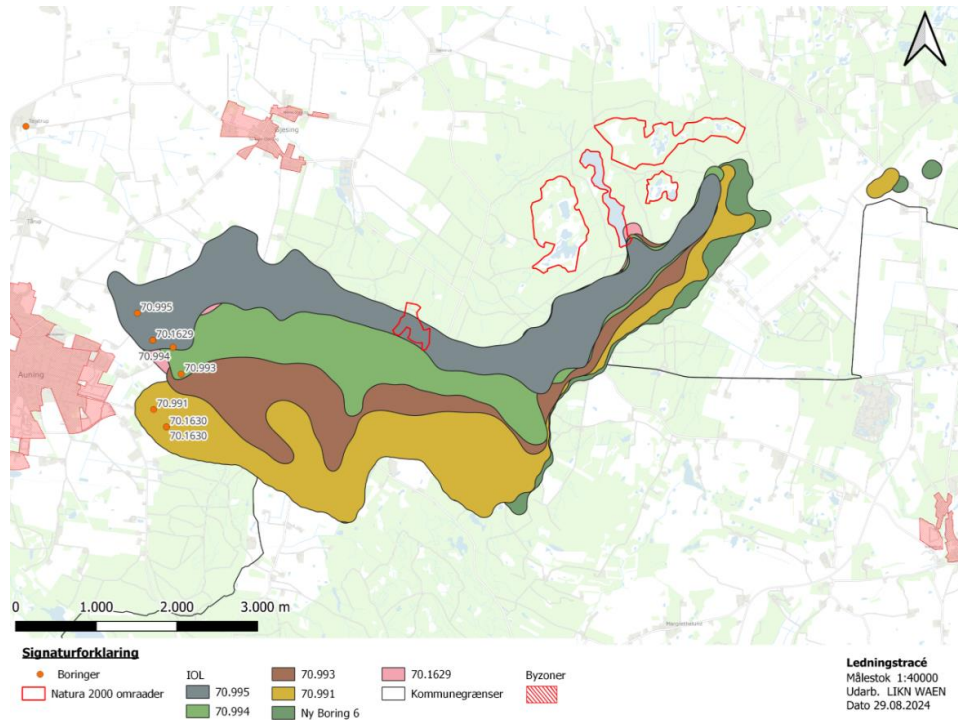 Tårup
Auning
70.995
70.1629
70.994
70.993
70.991
70.1630
70.1630
0 1.000 2.000 3.000 m
Signaturforklaring
Boringer
Natura 2000 omraader
IOL
70.995
70.994
70.993
70.991
Ny Boring 6
70.1629
Kommunegrænser
Byzoner
Ledningstracé
Målestok 1:40000
Udarb. LIKN WAEN
Dato 29.08.2024